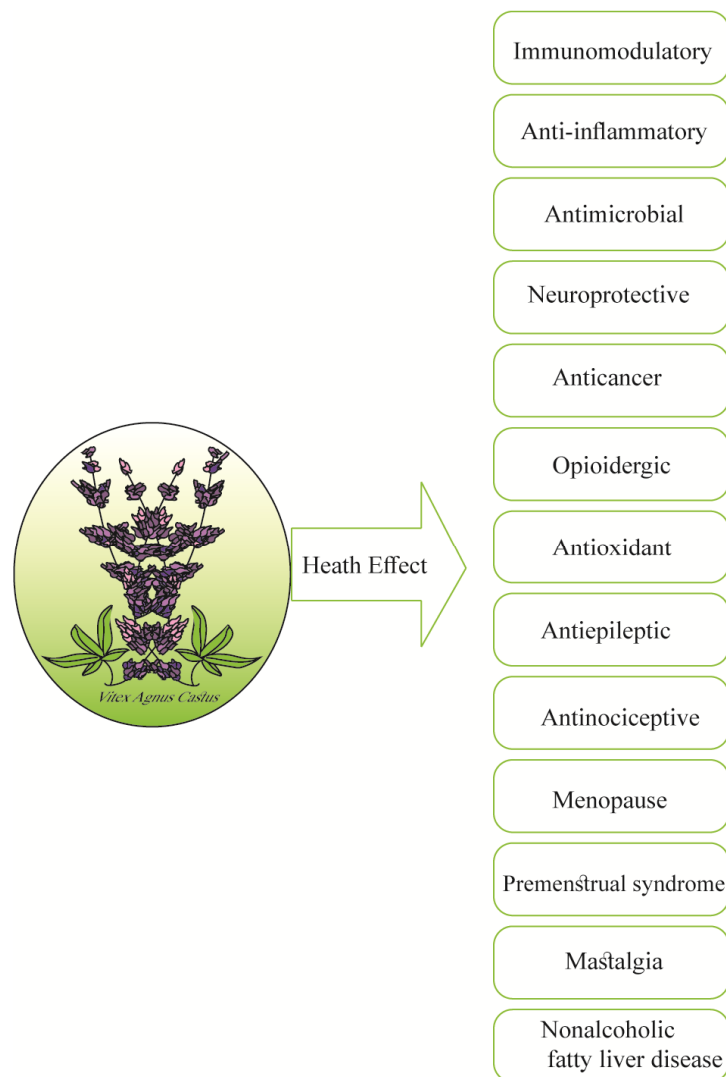 Immunomodulatory
Anti-inflammatory
Antimicrobial
Neuroprotective
Anticancer
Opioidergic
Heath Effect
Antioxidant
Antiepileptic
Vitex Agnus Castus
Antinociceptive
Menopause
Premenstrual syndrome
Mastalgia
Nonalcoholic
fatty liver disease